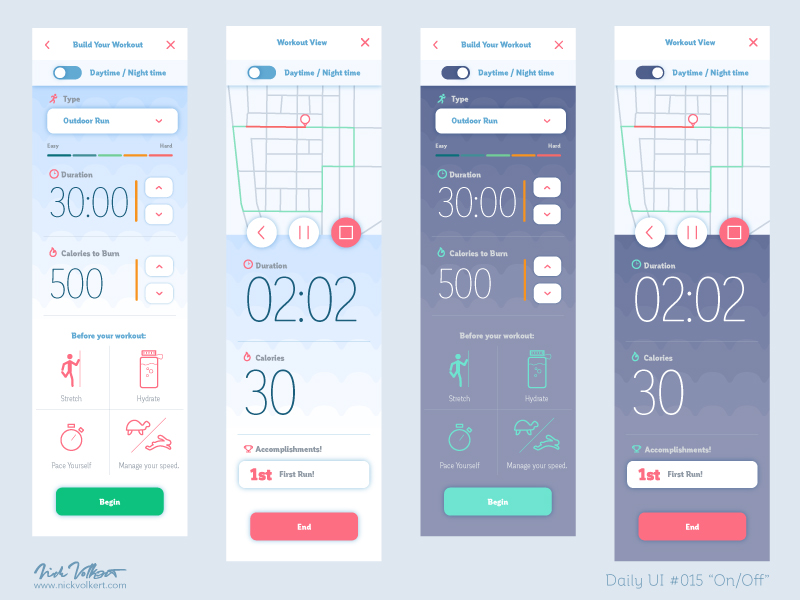 Build Your Workout
Daytime / Night time
Type
Outdoor Run
Easy
Hard
Duration
30:00
Calories to Burn
500
Before your workout:
Stretch
Hydrate
Pace Yourself
Manage your speed.
Begin
Workout View
Daytime / Night time
Duration
02:02
Calories
30
Accomplishments!
1st First Run!
End
Build Your Workout
Daytime / Night time
Type
Outdoor Run
Easy
Hard
Duration
30:00
Calories to Burn
500
Before your workout:
Stretch
Hydrate
Pace Yourself
Manage your speed.
Begin
Workout View
Daytime / Night time
Duration
02:02
Calories
30
Accomplishments!
1st First Run!
End
Nick Volkert
www.nickvolkert.com
Daily UI #015 “On/Off”